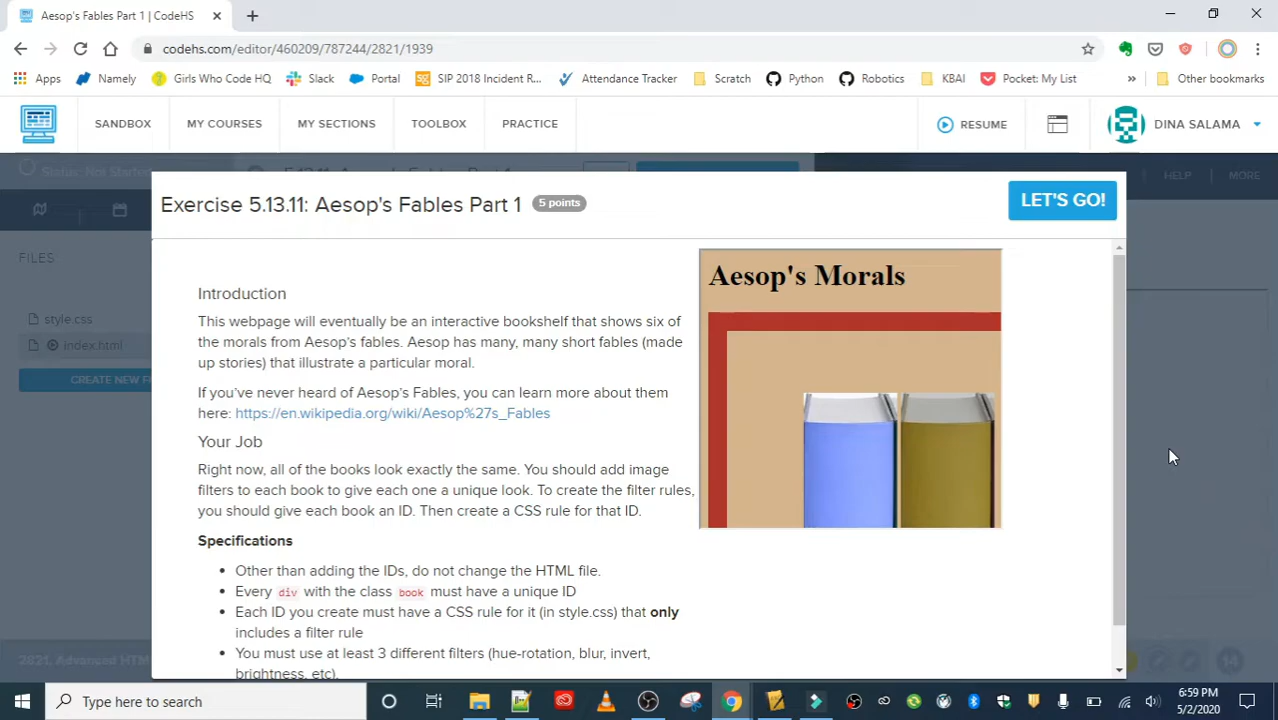 Aesop's Fables Part 1 | CodeHS
codehs.com/editor/460209/787244/2821/1939
Apps Namely Girls Who Code HQ Slack Portal SIP 2018 Incident R... Attendance Tracker Scratch Python Robotics KBAI Pocket: My List » Other bookmarks
SANDBOX MY COURSES MY SECTIONS TOOLBOX PRACTICE RESUME DINA SALAMA
Status: Not Started HELP MORE
Exercise 5.13.11: Aesop's Fables Part 1 5 points LET'S GO!
FILES
style.css
index.html
CREATE NEW FI
Aesop's Morals
Introduction
This webpage will eventually be an interactive bookshelf that shows six of
the morals from Aesop's fables. Aesop has many, many short fables (made
up stories) that illustrate a particular moral.
If you've never heard of Aesop's Fables, you can learn more about them
here: https://en.wikipedia.org/wiki/Aesop%27s_Fables
Your Job
Right now, all of the books look exactly the same. You should add image
filters to each book to give each one a unique look. To create the filter rules,
you should give each book an ID. Then create a CSS rule for that ID.
Specifications
• Other than adding the IDs, do not change the HTML file.
• Every div with the class book must have a unique ID
• Each ID you create must have a CSS rule for it (in style.css) that only
includes a filter rule
• You must use at least 3 different filters (hue-rotation, blur, invert,
brightness, etc).
2821. Advanced HTM
Type here to search
6:59 PM
5/2/2020